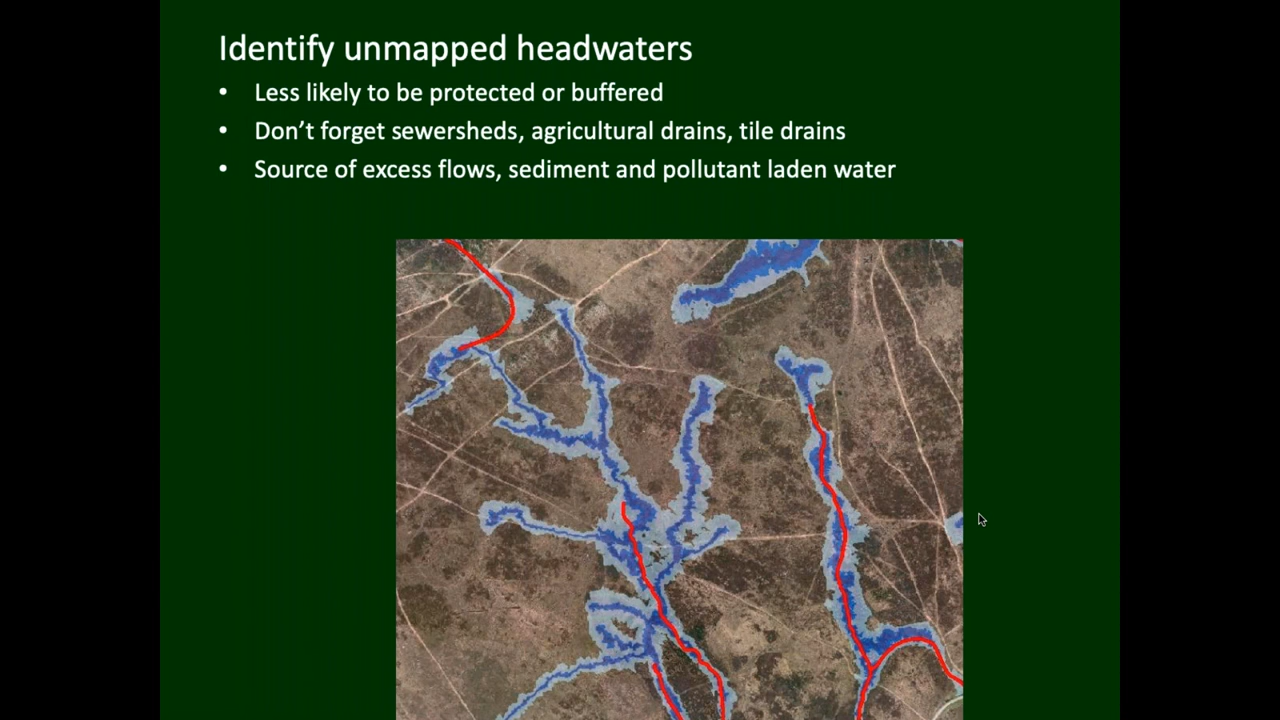 Identify unmapped headwaters
• Less likely to be protected or buffered
• Don’t forget sewersheds, agricultural drains, tile drains
• Source of excess flows, sediment and pollutant laden water